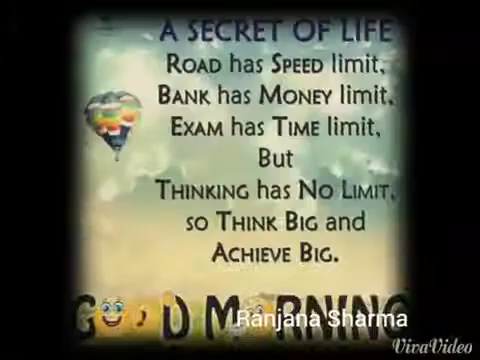 A SECRET OF LIFE
ROAD has SPEED limit,
BANK has MONEY limit,
EXAM has TIME limit,
But
THINKING has NO LIMIT,
so THINK BIG and
ACHIEVE BIG.
GOOD MORNING
Ranjana Sharma
VivaVideo